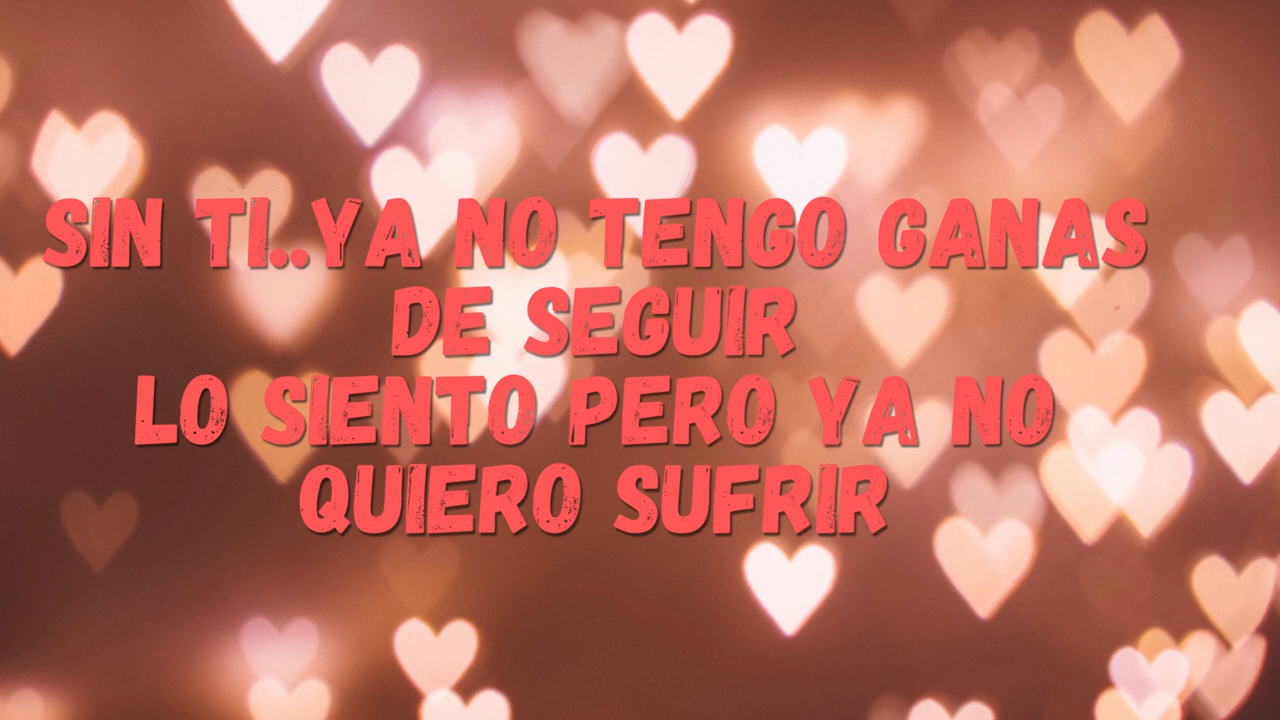 SIN TI..YA NO TENGO GANAS
DE SEGUIR
LO SIENTO PERO YA NO
QUIERO SUFRIR